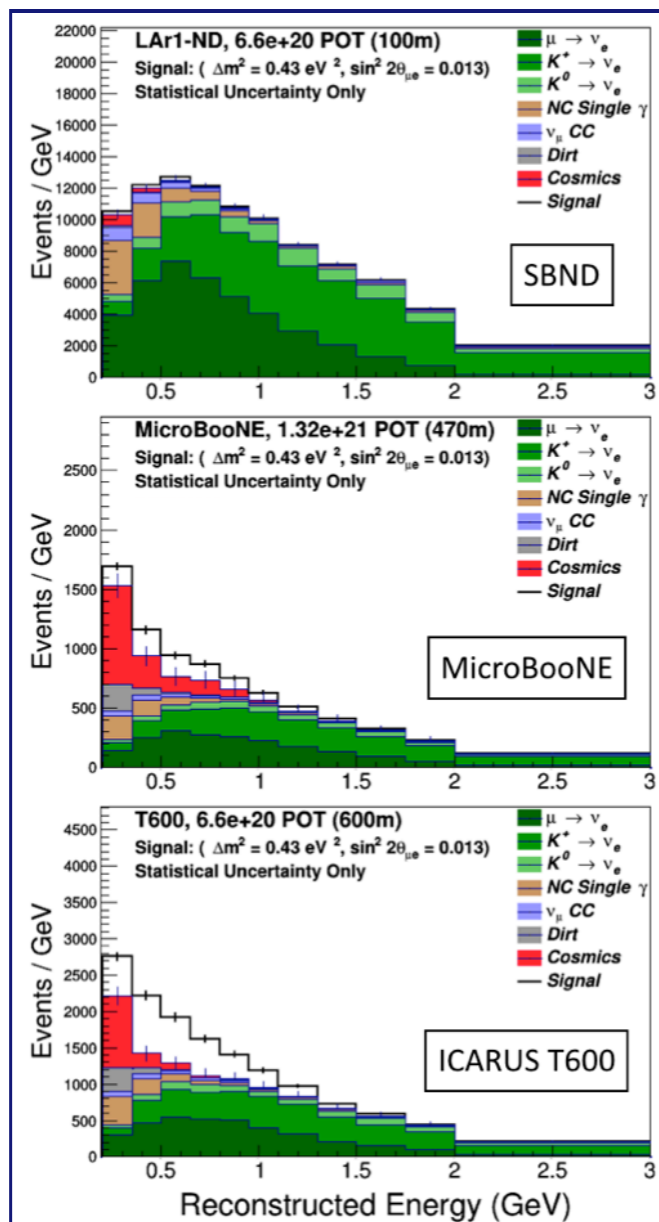 LAr1-ND, 6.6e+20 POT (100m)
Signal: ( Δm² = 0.43 eV², sin² 2θμe = 0.013)
Statistical Uncertainty Only
μ → νe
K⁺ → νe
K⁰ → νe
NC Single γ
νμ CC
Dirt
Cosmics
Signal
SBND
Events / GeV
22000
20000
18000
16000
14000
12000
10000
8000
6000
4000
2000
0
0.5 1 1.5 2 2.5 3
MicroBooNE, 1.32e+21 POT (470m)
Signal: ( Δm² = 0.43 eV², sin² 2θμe = 0.013)
Statistical Uncertainty Only
μ → νe
K⁺ → νe
K⁰ → νe
NC Single γ
νμ CC
Dirt
Cosmics
Signal
MicroBooNE
Events / GeV
2500
2000
1500
1000
500
0
0.5 1 1.5 2 2.5 3
T600, 6.6e+20 POT (600m)
Signal: ( Δm² = 0.43 eV², sin² 2θμe = 0.013)
Statistical Uncertainty Only
μ → νe
K⁺ → νe
K⁰ → νe
NC Single γ
νμ CC
Dirt
Cosmics
Signal
ICARUS T600
Events / GeV
4500
4000
3500
3000
2500
2000
1500
1000
500
0
0.5 1 1.5 2 2.5 3
Reconstructed Energy (GeV)